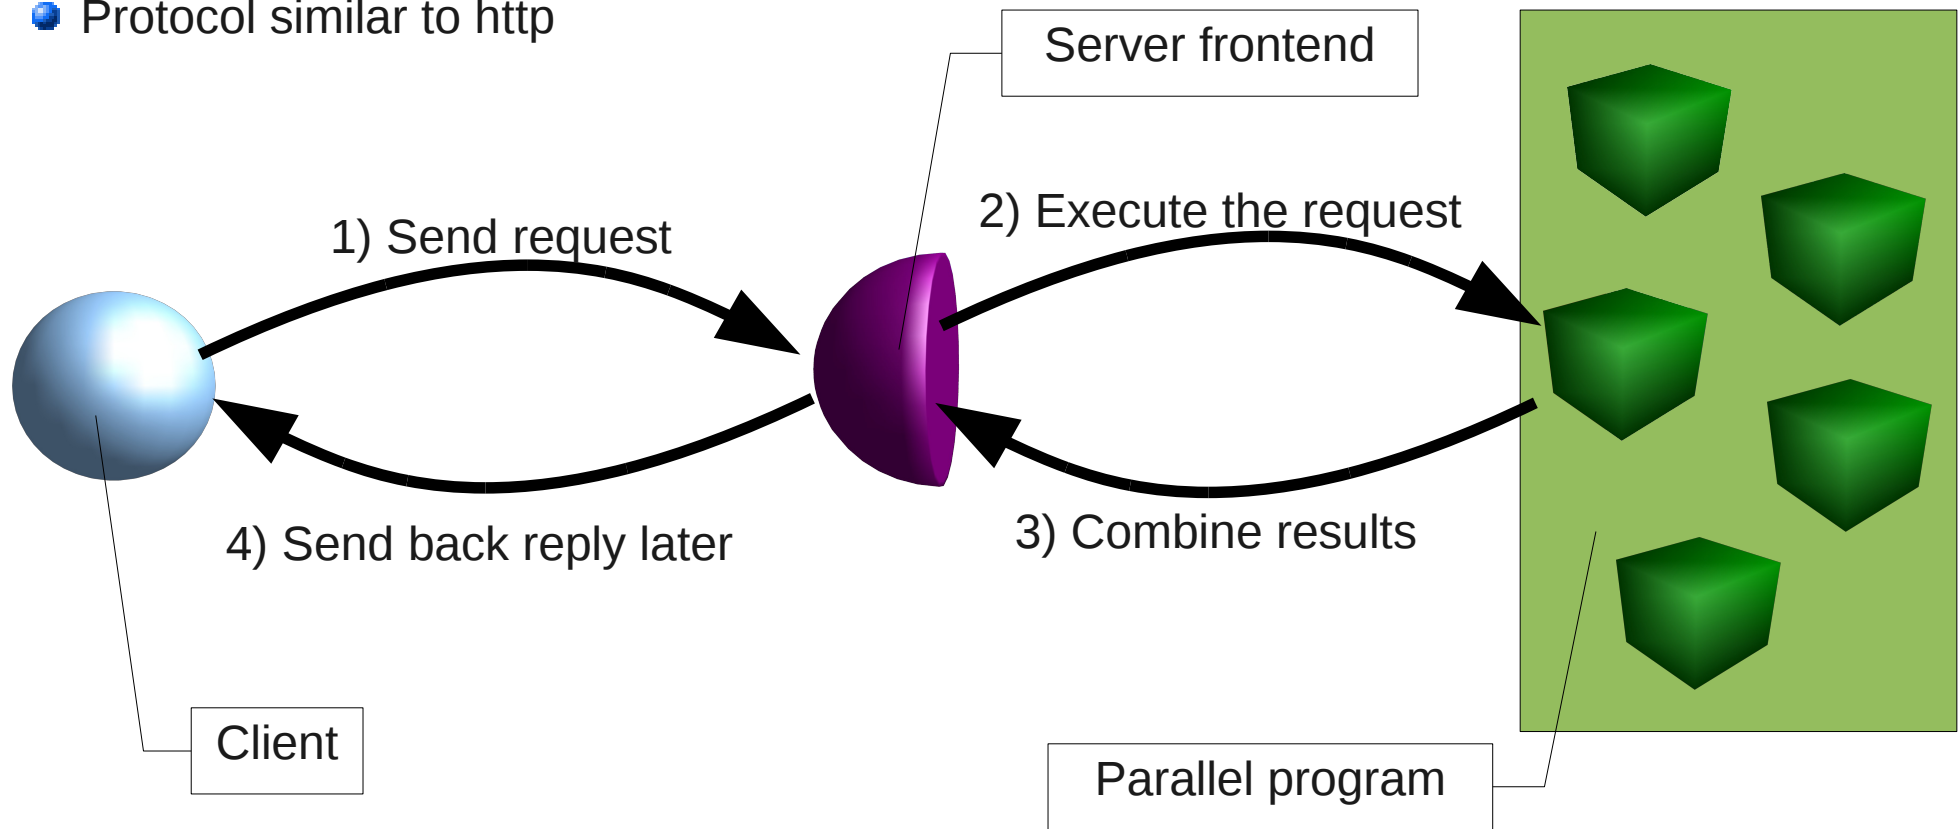 Protocol similar to http
Server frontend
1) Send request
2) Execute the request
4) Send back reply later
3) Combine results
Client
Parallel program